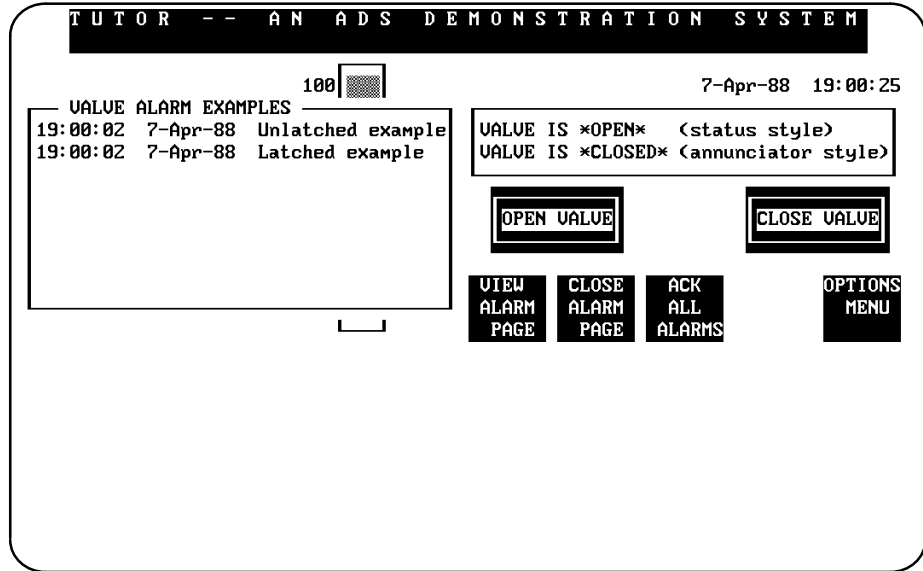 TUTOR -- AN ADS DEMONSTRATION SYSTEM
100
7-Apr-88 19:00:25
VALVE ALARM EXAMPLES
19:00:02 7-Apr-88 Unlatched example
19:00:02 7-Apr-88 Latched example
VALVE IS *OPEN* (status style)
VALVE IS *CLOSED* (annunciator style)
OPEN VALVE
CLOSE VALVE
VIEW
ALARM
PAGE
CLOSE
ALARM
PAGE
ACK
ALL
ALARMS
OPTIONS
MENU